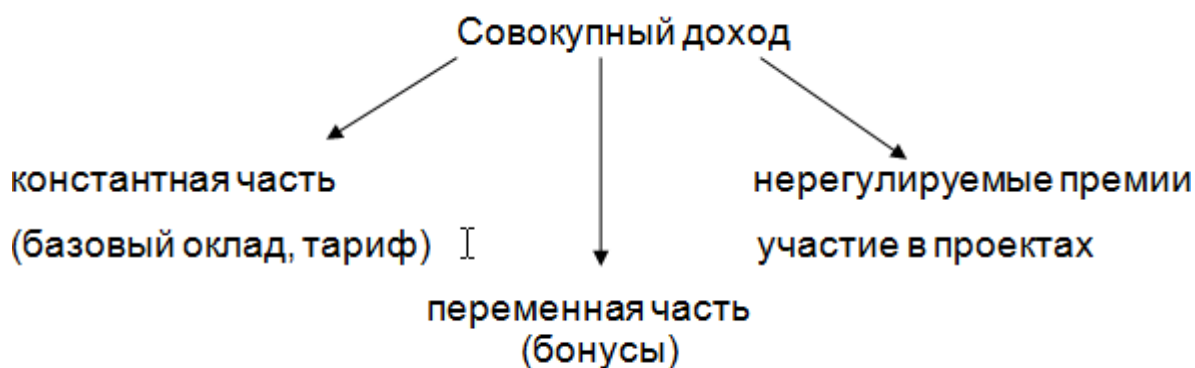 Совокупный доход
константная часть
(базовый оклад, тариф)
нерегулируемые премии
участие в проектах
переменная часть
(бонусы)